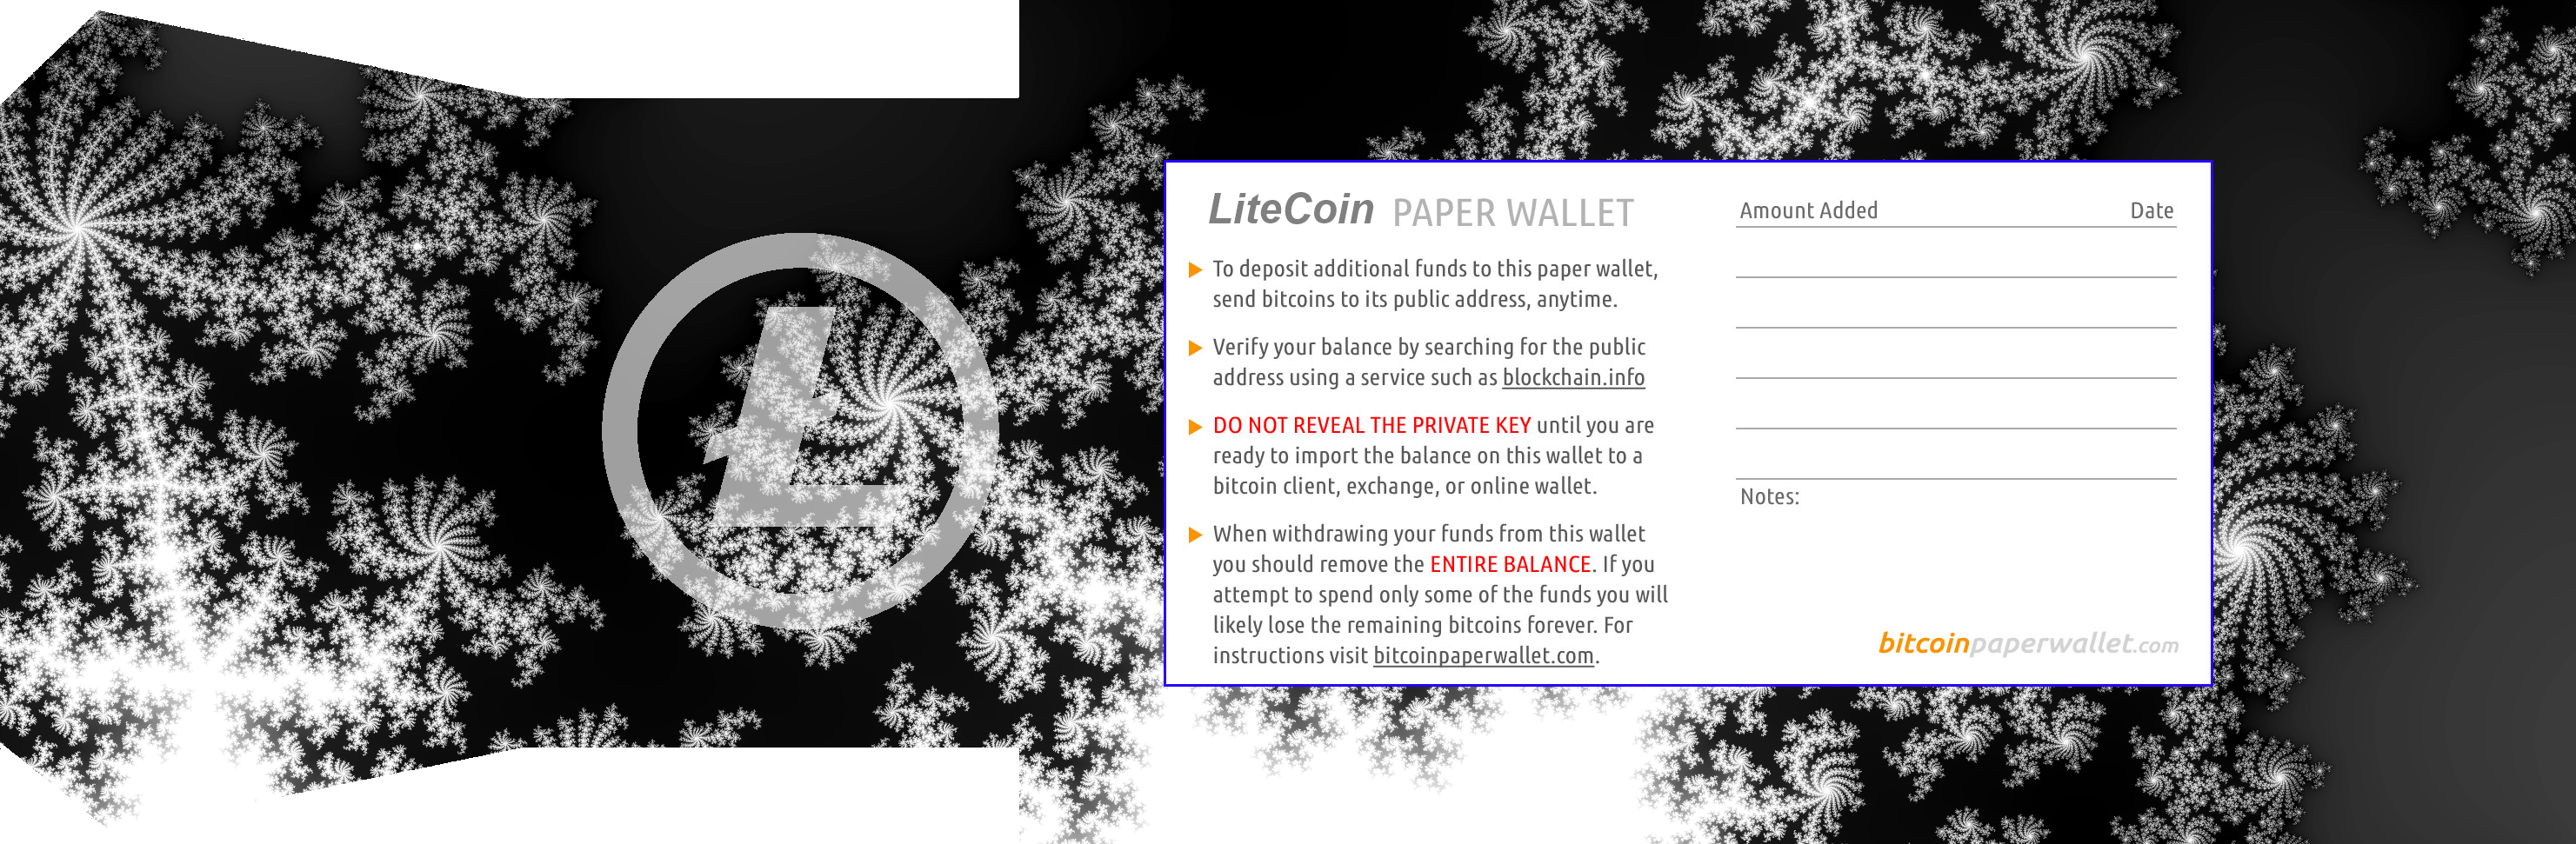 LiteCoin PAPER WALLET
To deposit additional funds to this paper wallet,
send bitcoins to its public address, anytime.
Verify your balance by searching for the public
address using a service such as blockchain.info
DO NOT REVEAL THE PRIVATE KEY until you are
ready to import the balance on this wallet to a
bitcoin client, exchange, or online wallet.
When withdrawing your funds from this wallet
you should remove the ENTIRE BALANCE. If you
attempt to spend only some of the funds you will
likely lose the remaining bitcoins forever. For
instructions visit bitcoinpaperwallet.com.
Amount Added Date
Notes:
bitcoinpaperwallet.com